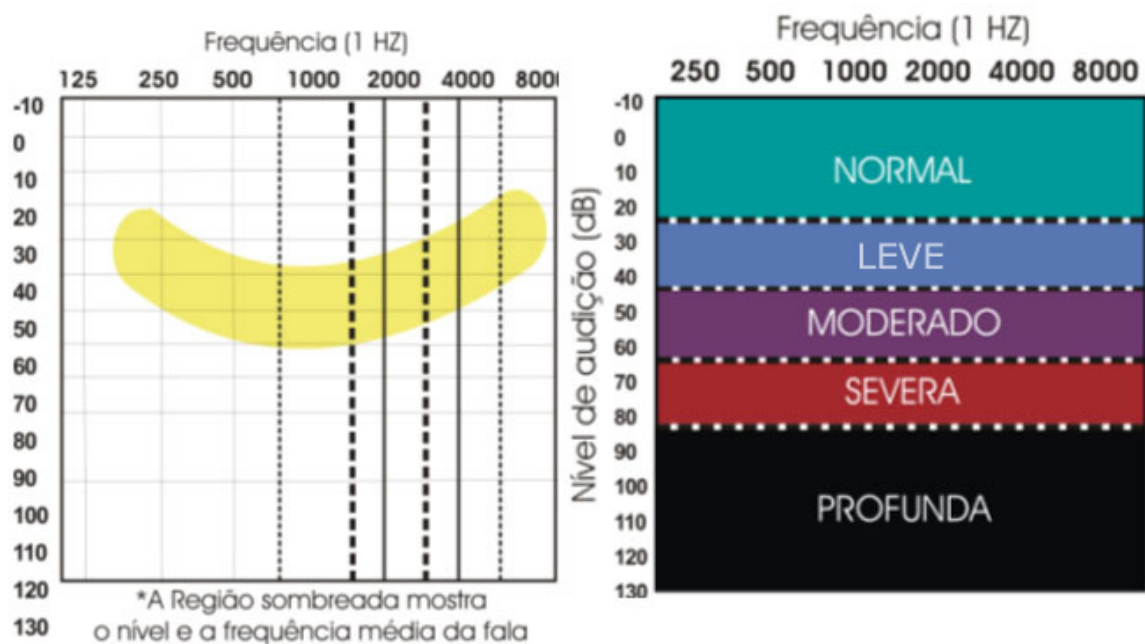 Frequência (1 HZ)
125 250 500 1000 2000 4000 8000
-10
0
10
20
30
40
50
60
70
80
90
100
110
120
130
*A Região sombreada mostra
o nível e a frequência média da fala
Frequência (1 HZ)
250 500 1000 2000 4000 8000
Nível de audição (dB)
-10
0
10
20
30
40
50
60
70
80
90
100
110
120
130
NORMAL
LEVE
MODERADO
SEVERA
PROFUNDA